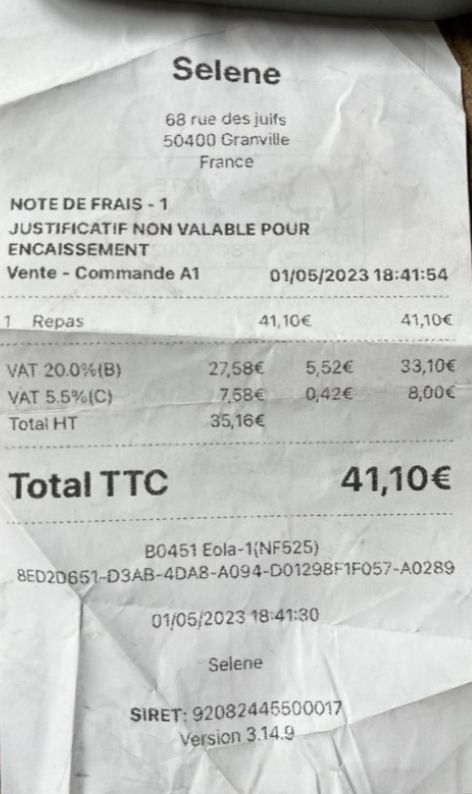 Selene
68 rue des juifs
50400 Granville
France
NOTE DE FRAIS - 1
JUSTIFICATIF NON VALABLE POUR
ENCAISSEMENT
Vente - Commande A1 01/05/2023 18:41:54
1 Repas 41,10€ 41,10€
VAT 20.0%(B) 27,58€ 5,52€ 33,10€
VAT 5.5%(C) 7,58€ 0,42€ 8,00€
Total HT 35,16€
Total TTC 41,10€
B0451 Eola-1(NF525)
8ED2D651-D3AB-4DA8-A094-D01298F1F057-A0289
01/05/2023 18:41:30
Selene
SIRET: 92082445500017
Version 3.14.9